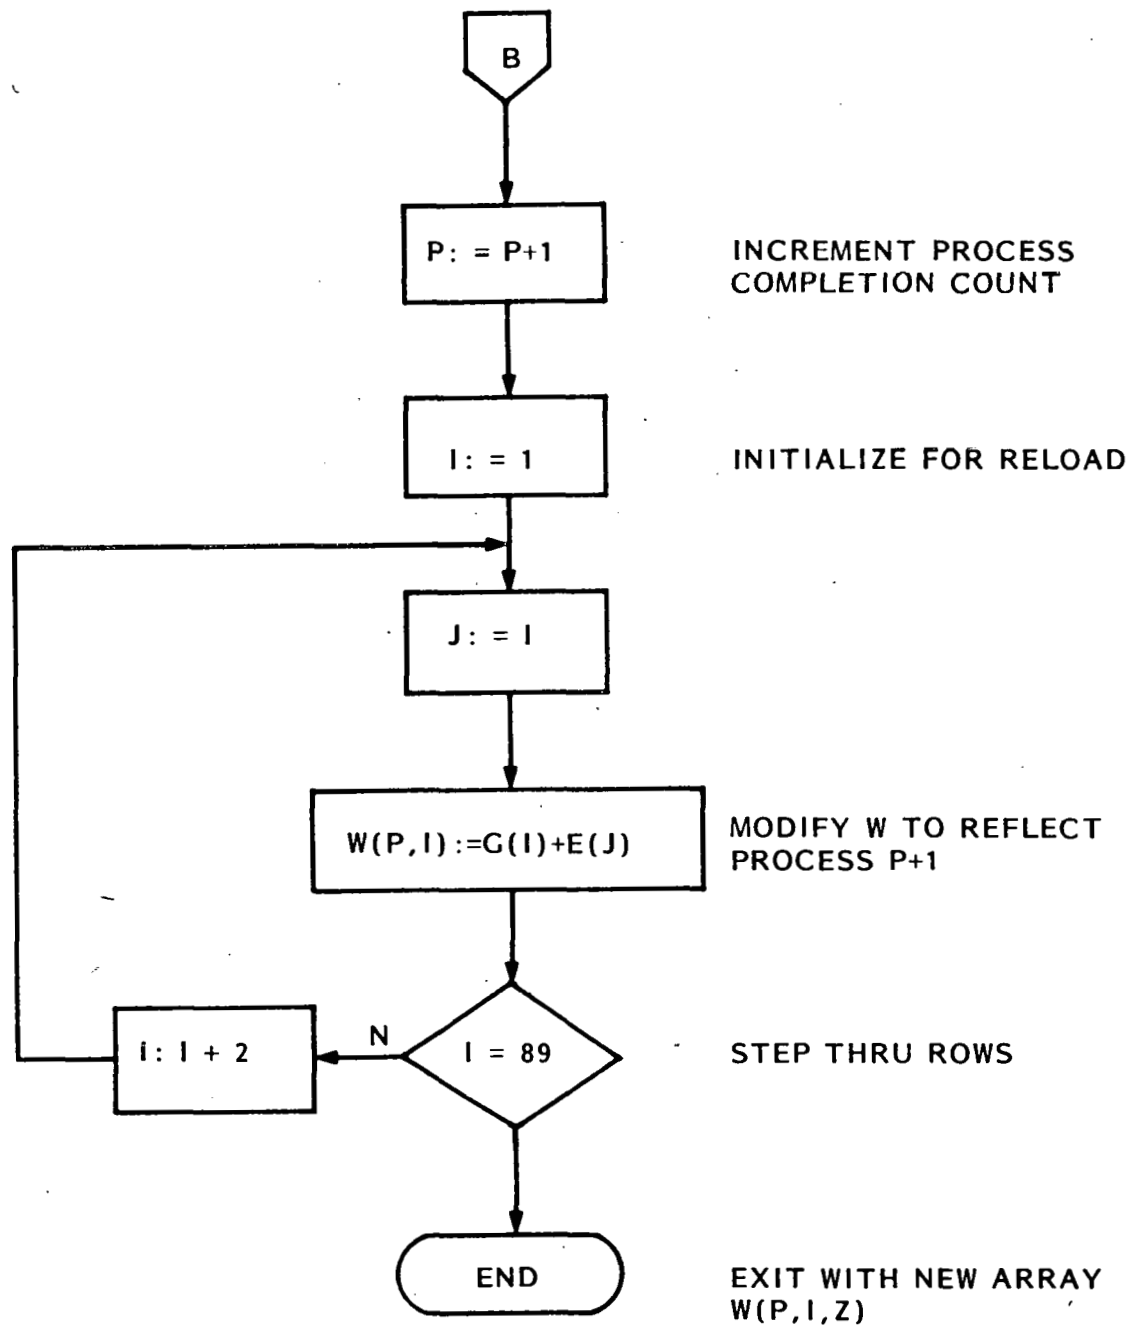 B
P: = P+1
INCREMENT PROCESS
COMPLETION COUNT
I: = 1
INITIALIZE FOR RELOAD
J: = I
W(P,I):=G(I)+E(J)
MODIFY W TO REFLECT
PROCESS P+1
i: I + 2
N
I = 89
STEP THRU ROWS
END
EXIT WITH NEW ARRAY
W(P,I,Z)